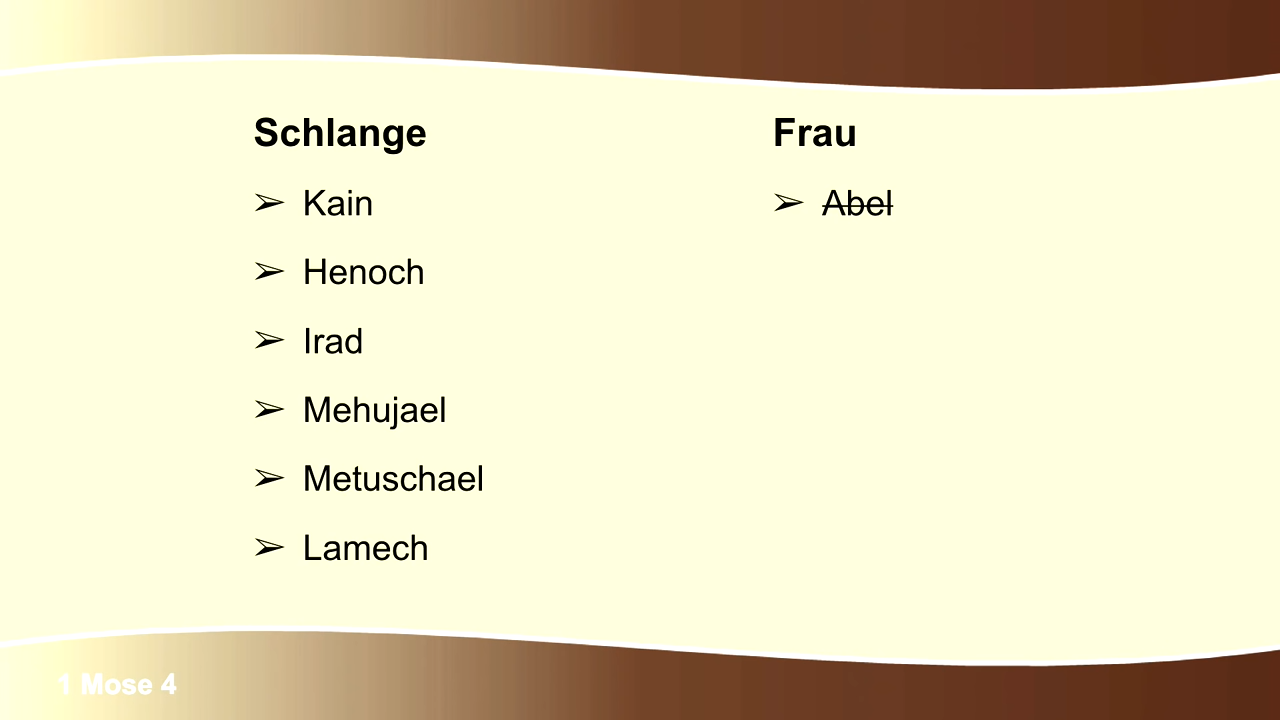 Schlange
➢ Kain
➢ Henoch
➢ Irad
➢ Mehujael
➢ Metuschael
➢ Lamech
Frau
➢ Abel
1 Mose 4